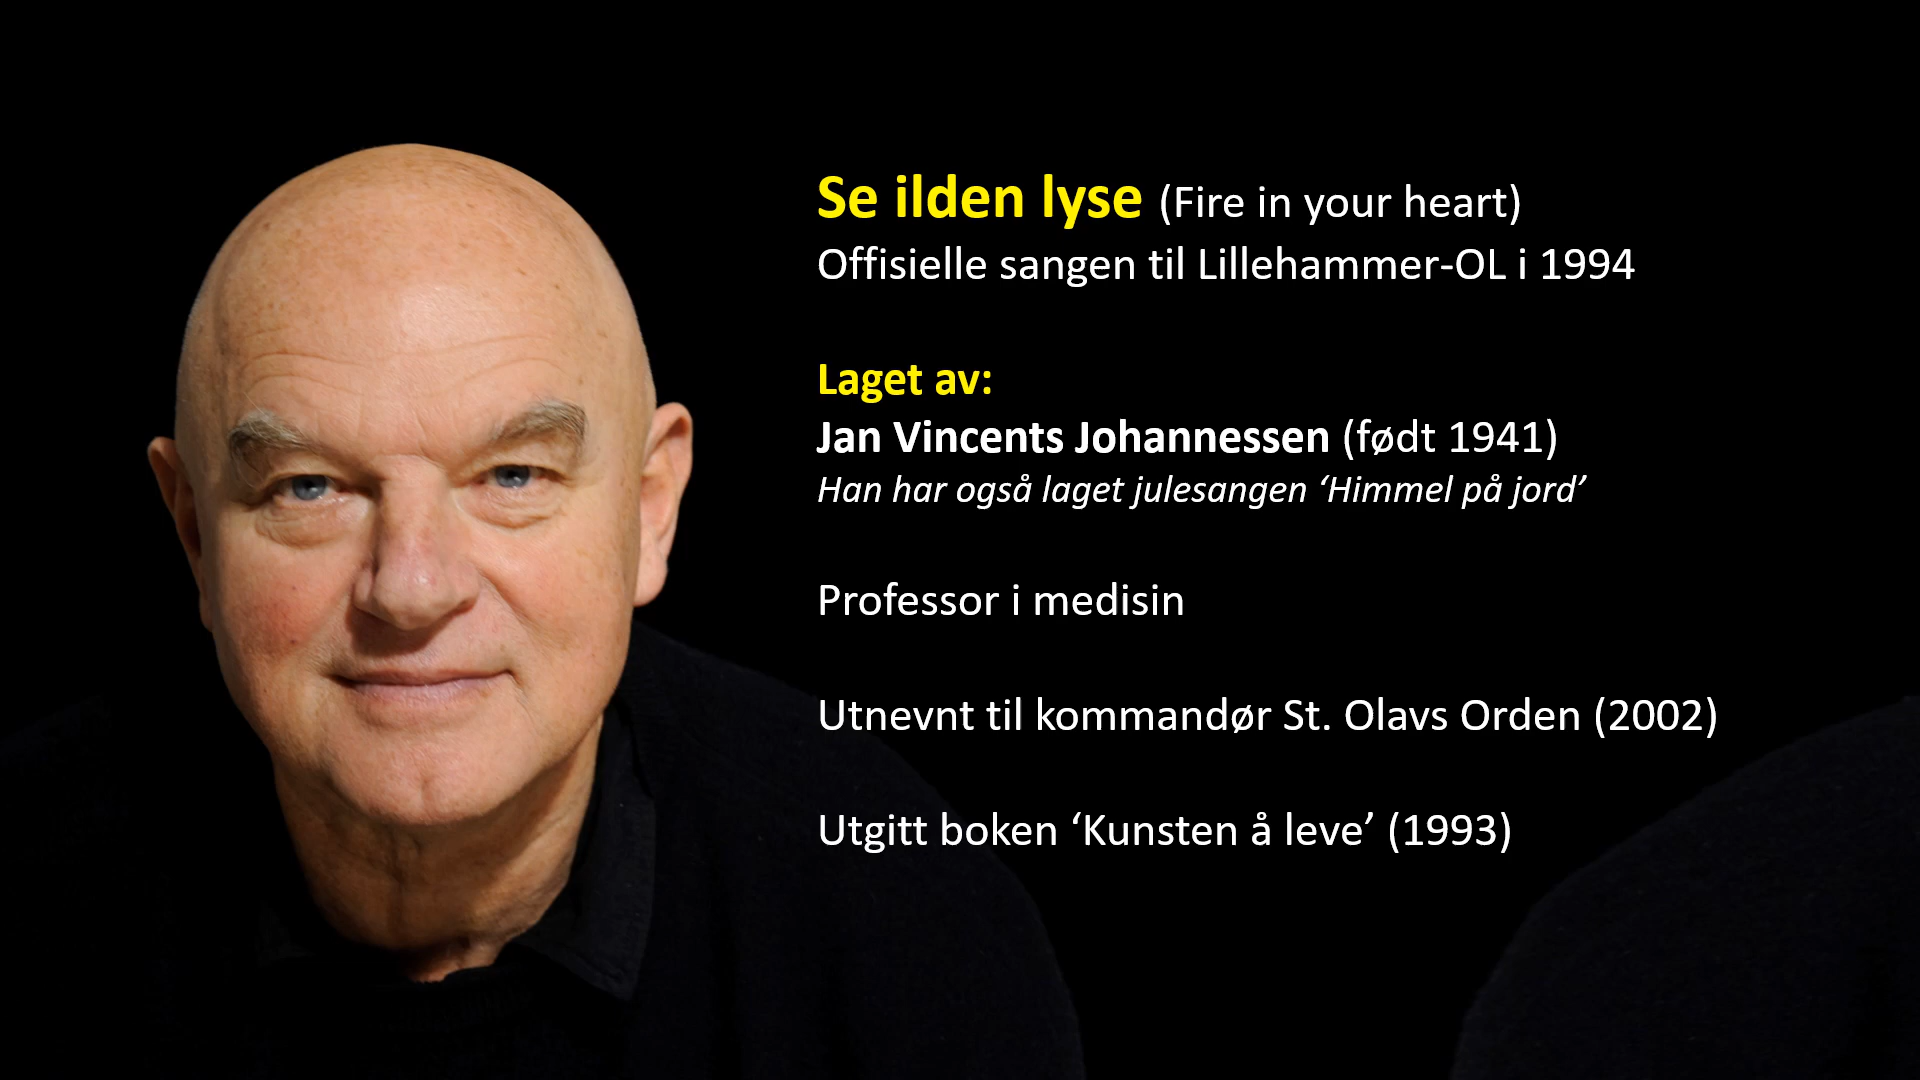 Se ilden lyse (Fire in your heart)
Offisielle sangen til Lillehammer-OL i 1994
Laget av:
Jan Vincents Johannessen (født 1941)
Han har også laget julesangen ‘Himmel på jord’
Professor i medisin
Utnevnt til kommandør St. Olavs Orden (2002)
Utgitt boken ‘Kunsten å leve’ (1993)